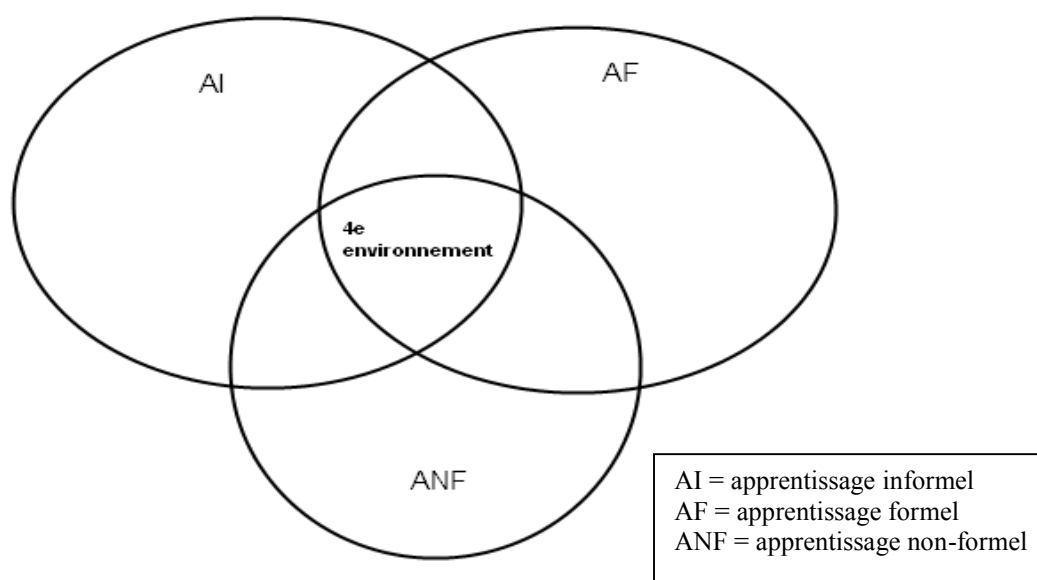 AI
AF
4e
environnement
ANF
AI = apprentissage informel
AF = apprentissage formel
ANF = apprentissage non-formel